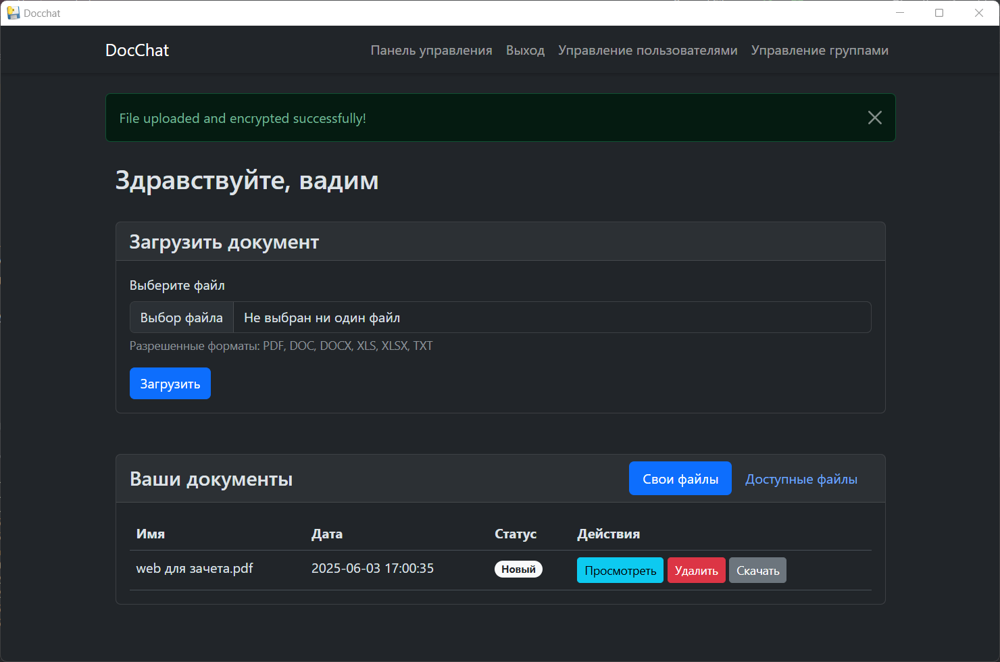 Docchat
DocChat
Панель управления Выход Управление пользователями Управление группами
File uploaded and encrypted successfully!
Здравствуйте, вадим
Загрузить документ
Выберите файл
Выбор файла Не выбран ни один файл
Разрешенные форматы: PDF, DOC, DOCX, XLS, XLSX, TXT
Загрузить
Ваши документы Свои файлы Доступные файлы
Имя Дата Статус Действия
web для зачета.pdf 2025-06-03 17:00:35 Новый Просмотреть Удалить Скачать